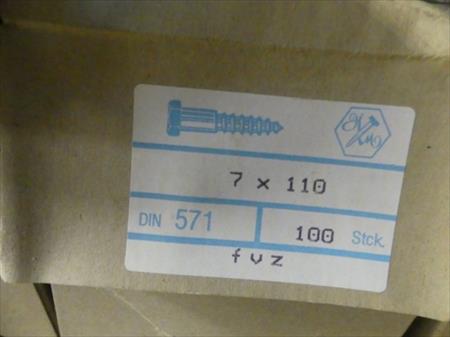 7 x 110
DIN 571
100 Stck.
fvz